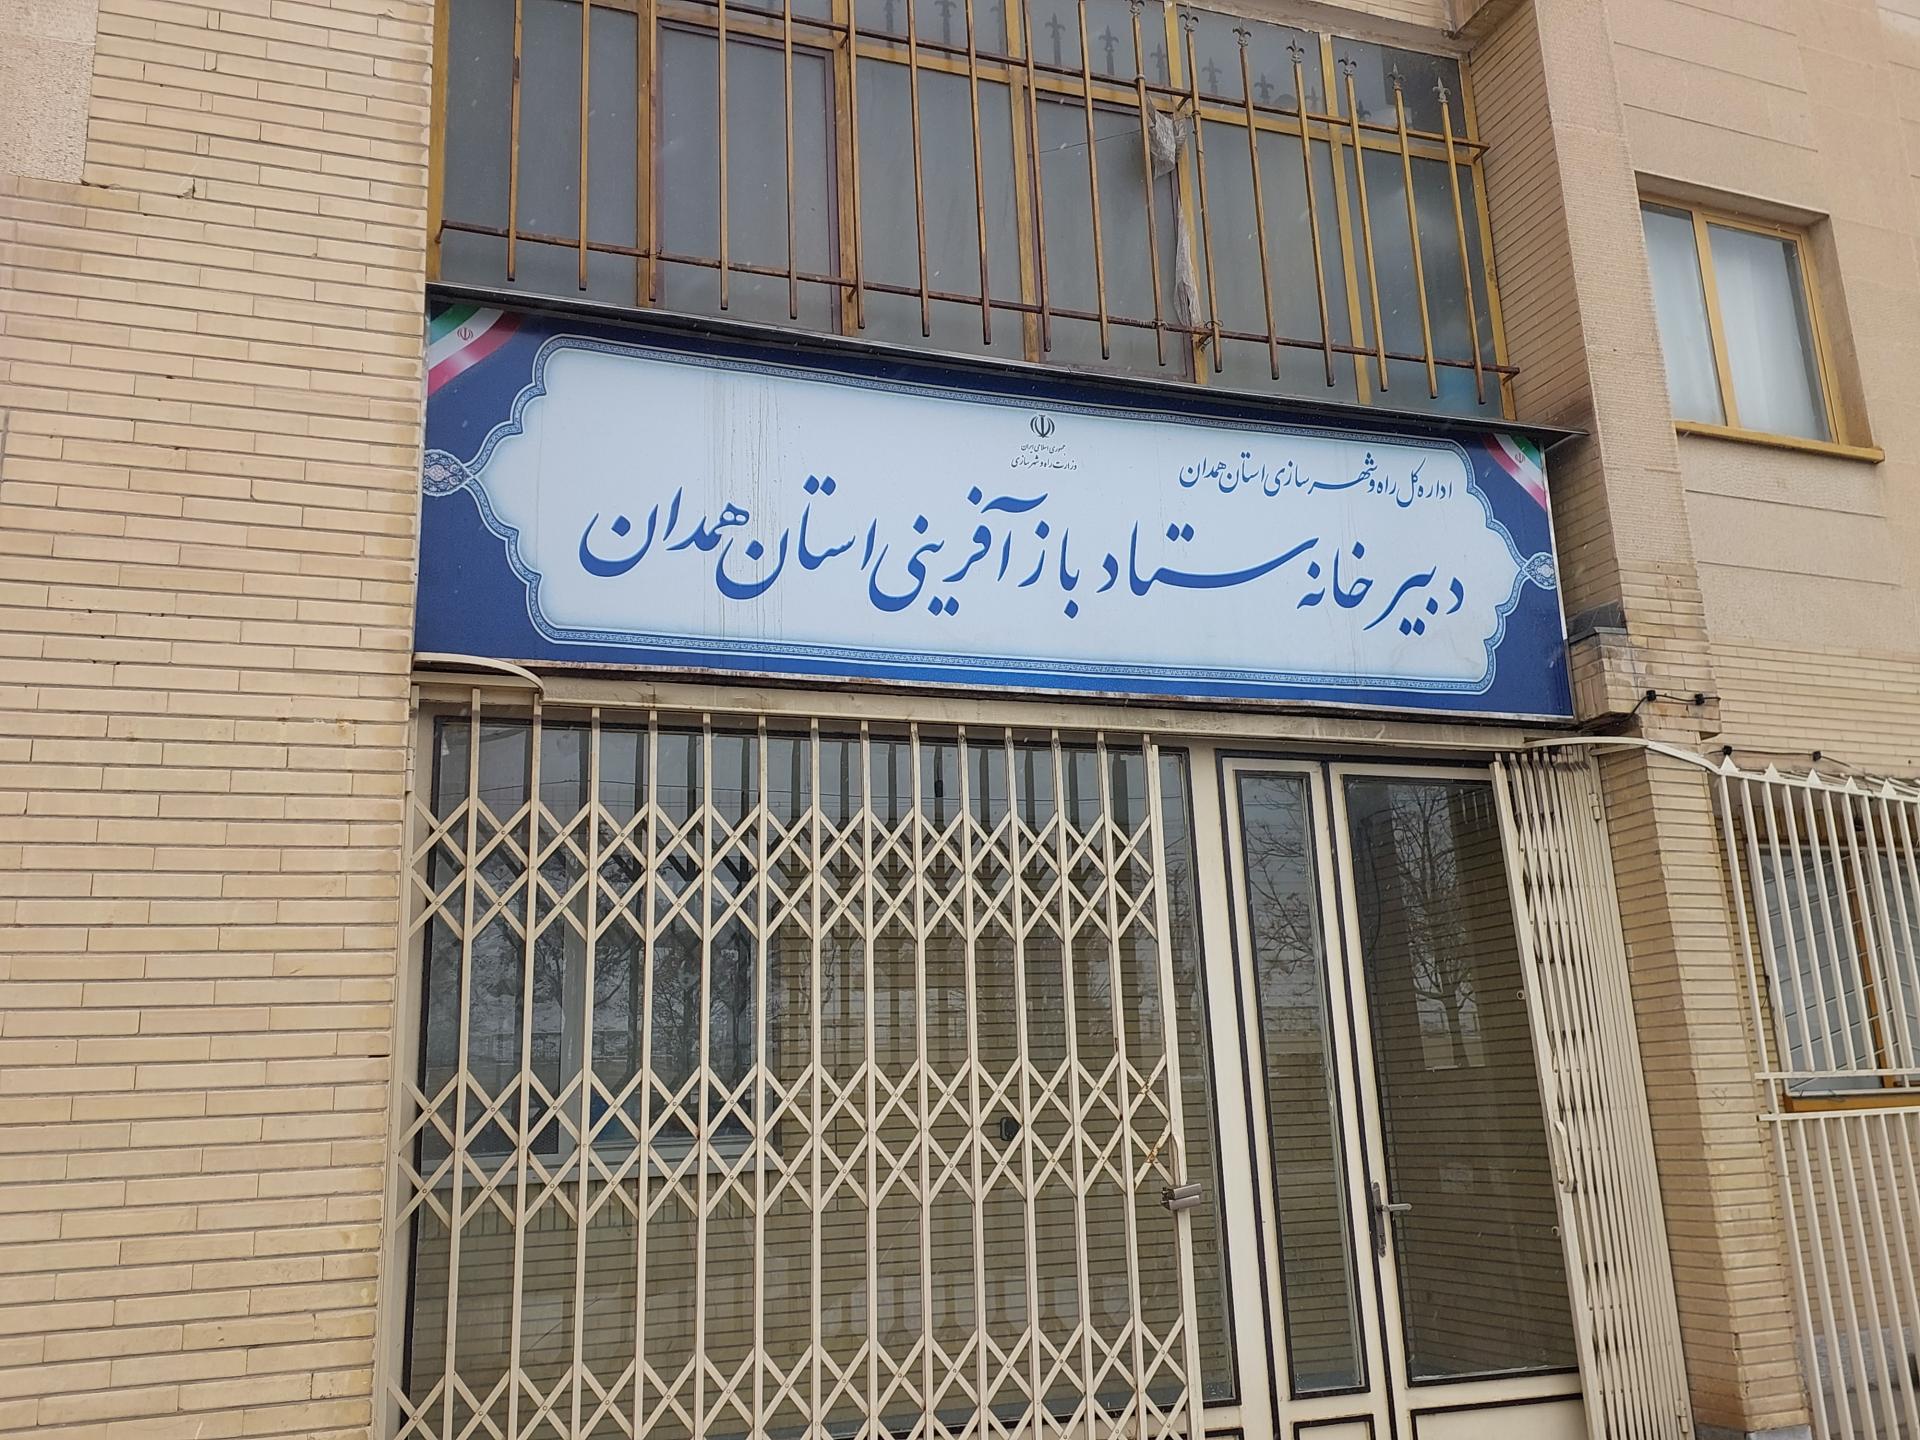 جمهوری اسلامی ایران
وزارت راه و شهرسازی
اداره کل راه و شهرسازی استان همدان
دبیرخانه ستاد بازآفرینی استان همدان